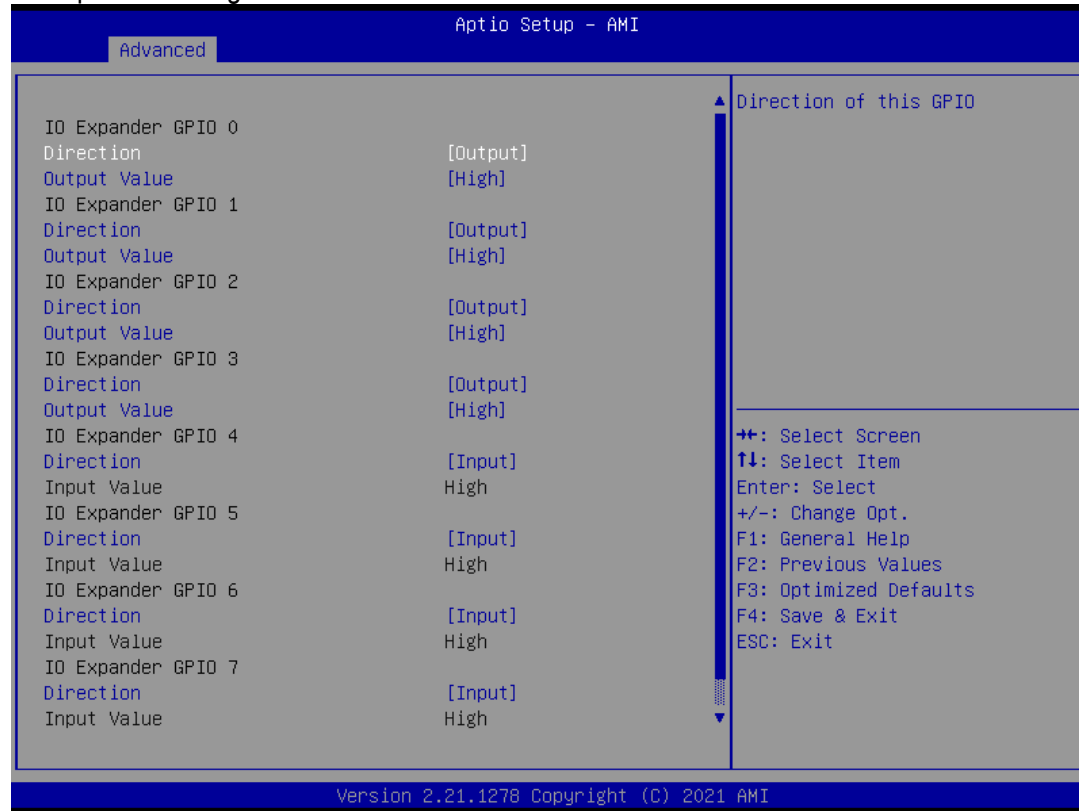 Aptio Setup – AMI
Advanced
IO Expander GPIO 0
Direction [Output]
Output Value [High]
IO Expander GPIO 1
Direction [Output]
Output Value [High]
IO Expander GPIO 2
Direction [Output]
Output Value [High]
IO Expander GPIO 3
Direction [Output]
Output Value [High]
IO Expander GPIO 4
Direction [Input]
Input Value High
IO Expander GPIO 5
Direction [Input]
Input Value High
IO Expander GPIO 6
Direction [Input]
Input Value High
IO Expander GPIO 7
Direction [Input]
Input Value High
Direction of this GPIO
→←: Select Screen
↑↓: Select Item
Enter: Select
+/-: Change Opt.
F1: General Help
F2: Previous Values
F3: Optimized Defaults
F4: Save & Exit
ESC: Exit
Version 2.21.1278 Copyright (C) 2021 AMI